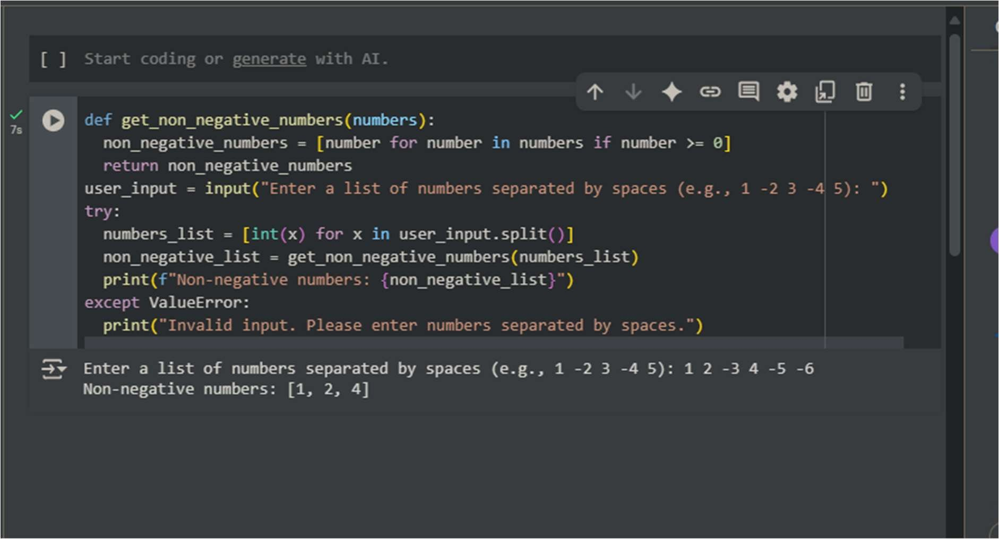 [ ] Start coding or generate with AI.
7s
def get_non_negative_numbers(numbers):
  non_negative_numbers = [number for number in numbers if number >= 0]
  return non_negative_numbers
user_input = input("Enter a list of numbers separated by spaces (e.g., 1 -2 3 -4 5): ")
try:
  numbers_list = [int(x) for x in user_input.split()]
  non_negative_list = get_non_negative_numbers(numbers_list)
  print(f"Non-negative numbers: {non_negative_list}")
except ValueError:
  print("Invalid input. Please enter numbers separated by spaces.")
Enter a list of numbers separated by spaces (e.g., 1 -2 3 -4 5): 1 2 -3 4 -5 -6
Non-negative numbers: [1, 2, 4]